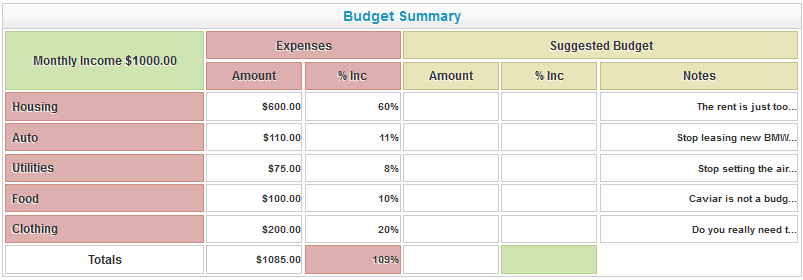 Budget Summary
Monthly Income $1000.00 Expenses Suggested Budget
Amount % Inc Amount % Inc Notes
Housing $600.00 60% The rent is just too...
Auto $110.00 11% Stop leasing new BMW...
Utilities $75.00 8% Stop setting the air...
Food $100.00 10% Caviar is not a budg...
Clothing $200.00 20% Do you really need t...
Totals $1085.00 109%